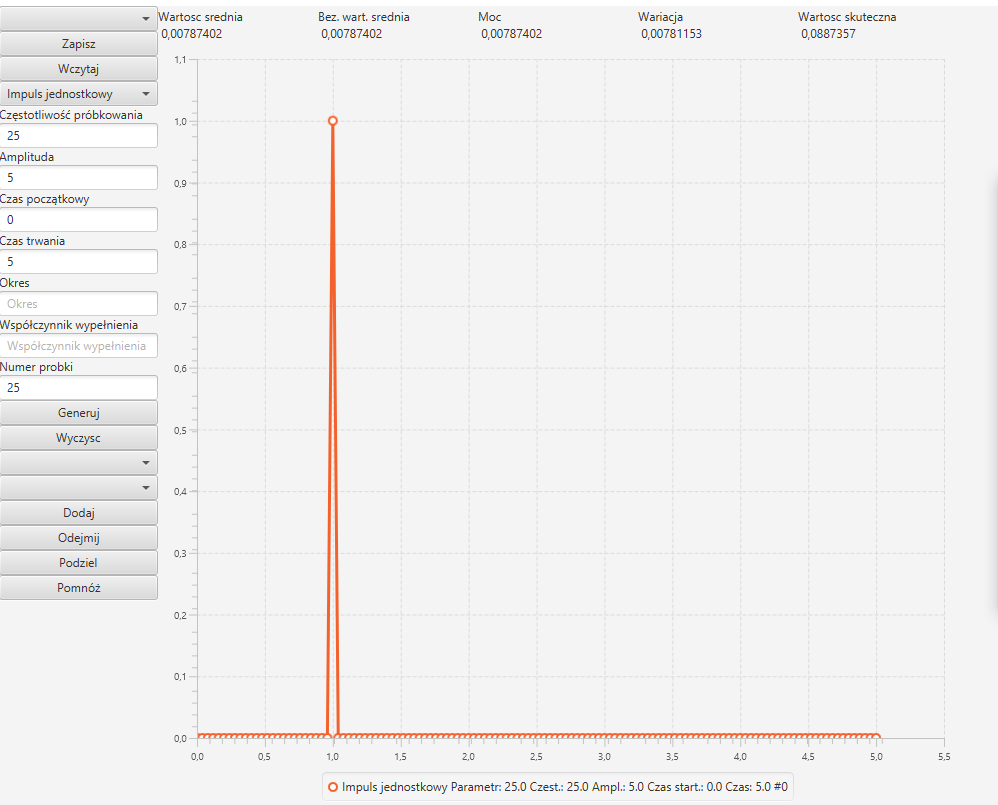 Wartosc srednia Bez. wart. srednia Moc Wariacja Wartosc skuteczna
0,00787402 0,00787402 0,00787402 0,00781153 0,0887357
Zapisz
Wczytaj
Impuls jednostkowy
Częstotliwość próbkowania
25
Amplituda
5
Czas początkowy
0
Czas trwania
5
Okres
Okres
Współczynnik wypełnienia
Współczynnik wypełnienia
Numer probki
25
Generuj
Wyczysc
Dodaj
Odejmij
Podziel
Pomnóż
1,1
1,0
0,9
0,8
0,7
0,6
0,5
0,4
0,3
0,2
0,1
0,0
0,0 0,5 1,0 1,5 2,0 2,5 3,0 3,5 4,0 4,5 5,0 5,5
Impuls jednostkowy Parametr: 25.0 Czest.: 25.0 Ampl.: 5.0 Czas start.: 0.0 Czas: 5.0 #0